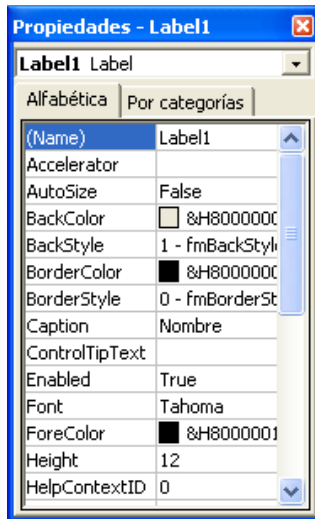 Propiedades - Label1
Label1 Label
Alfabética Por categorías
(Name) Label1
Accelerator
AutoSize False
BackColor &H8000000
BackStyle 1 - fmBackStyl
BorderColor &H8000000
BorderStyle 0 - fmBorderSt
Caption Nombre
ControlTipText
Enabled True
Font Tahoma
ForeColor &H8000001
Height 12
HelpContextID 0